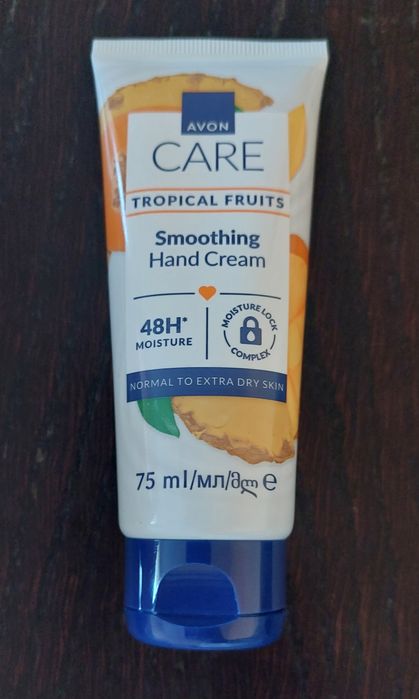 AVON
CARE
TROPICAL FRUITS
Smoothing
Hand Cream
48H*
MOISTURE
MOISTURE LOCK
COMPLEX
NORMAL TO EXTRA DRY SKIN
75 ml/мл/მლ ℮